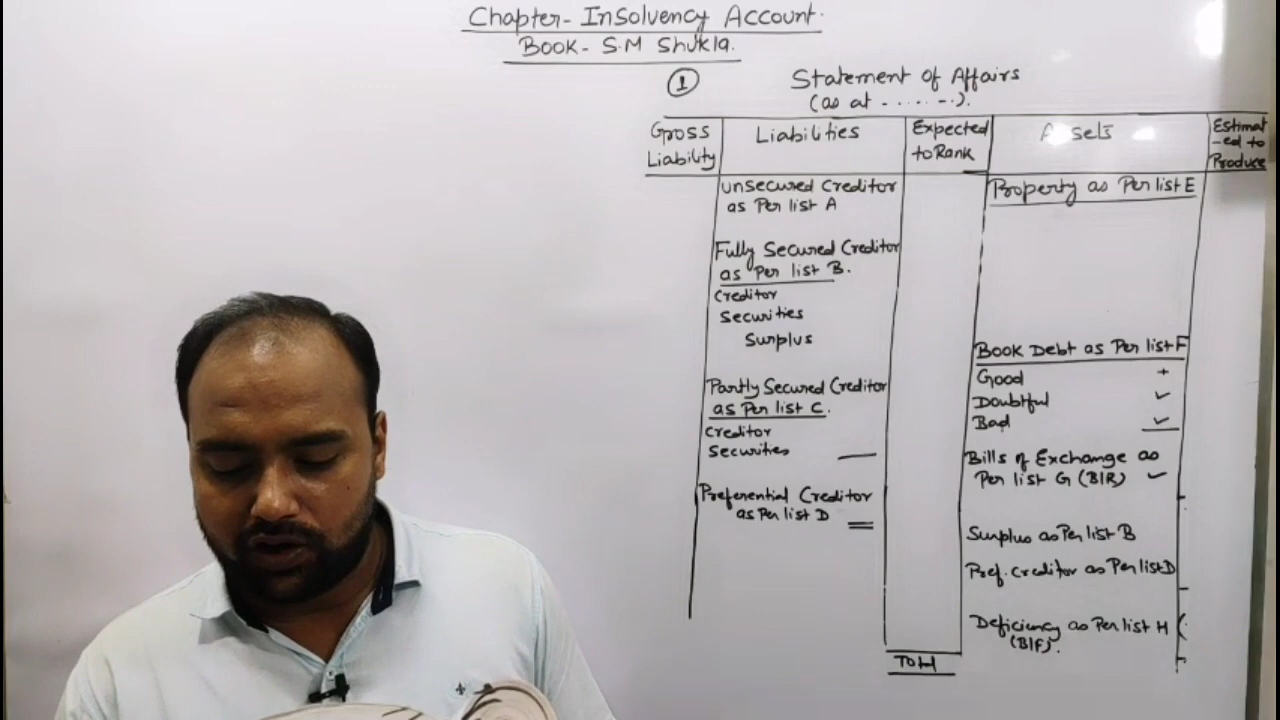 Chapter- Insolvency Account.
Book- S.M Shukla.
1
Statement of Affairs
(as at .......).
Gross
Liability
Liabilities
Expected
to Rank
Assets
Estimat
-ed to
Produce
Unsecured Creditor
as Per list A
Fully Secured Creditor
as Per list B.
Creditor
Securities
Surplus
Partly Secured Creditor
as Per list C.
Creditor
Securities
Preferential Creditor
as Per list D
Total
Property as Per list E
Book Debt as Per list F
Good +
Doubtful ✓
Bad ✓
Bills of Exchange as
Per list G (B/R) ✓
Surplus as Per list B
Pref. Creditor as Per list D
Deficiency as Per list H
(B/F).